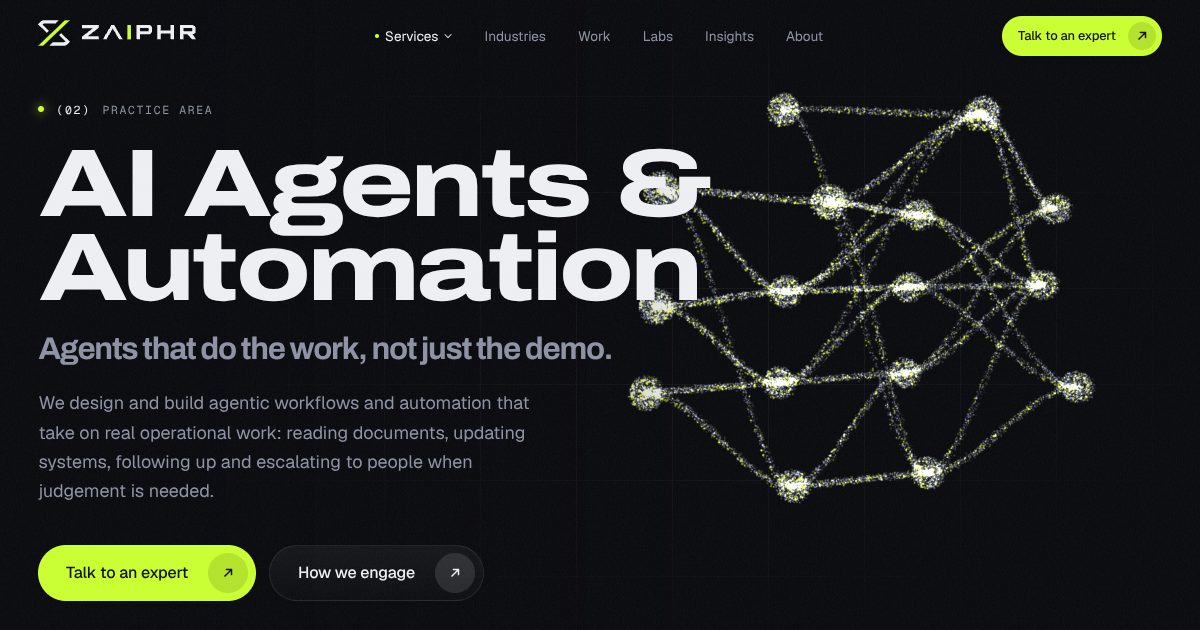 ZAIPHR
Services
Industries
Work
Labs
Insights
About
Talk to an expert
(02) PRACTICE AREA
AI Agents &
Automation
Agents that do the work, not just the demo.
We design and build agentic workflows and automation that
take on real operational work: reading documents, updating
systems, following up and escalating to people when
judgement is needed.
Talk to an expert
How we engage